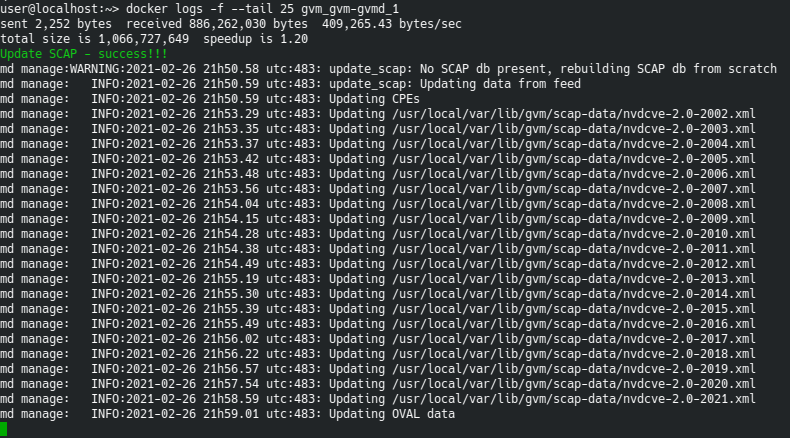 user@localhost:~> docker logs -f --tail 25 gvm_gvm-gvmd_1
sent 2,252 bytes  received 886,262,030 bytes  409,265.43 bytes/sec
total size is 1,066,727,649  speedup is 1.20
Update SCAP - success!!!
md manage:WARNING:2021-02-26 21h50.58 utc:483: update_scap: No SCAP db present, rebuilding SCAP db from scratch
md manage:   INFO:2021-02-26 21h50.59 utc:483: update_scap: Updating data from feed
md manage:   INFO:2021-02-26 21h50.59 utc:483: Updating CPEs
md manage:   INFO:2021-02-26 21h53.29 utc:483: Updating /usr/local/var/lib/gvm/scap-data/nvdcve-2.0-2002.xml
md manage:   INFO:2021-02-26 21h53.35 utc:483: Updating /usr/local/var/lib/gvm/scap-data/nvdcve-2.0-2003.xml
md manage:   INFO:2021-02-26 21h53.37 utc:483: Updating /usr/local/var/lib/gvm/scap-data/nvdcve-2.0-2004.xml
md manage:   INFO:2021-02-26 21h53.42 utc:483: Updating /usr/local/var/lib/gvm/scap-data/nvdcve-2.0-2005.xml
md manage:   INFO:2021-02-26 21h53.48 utc:483: Updating /usr/local/var/lib/gvm/scap-data/nvdcve-2.0-2006.xml
md manage:   INFO:2021-02-26 21h53.56 utc:483: Updating /usr/local/var/lib/gvm/scap-data/nvdcve-2.0-2007.xml
md manage:   INFO:2021-02-26 21h54.04 utc:483: Updating /usr/local/var/lib/gvm/scap-data/nvdcve-2.0-2008.xml
md manage:   INFO:2021-02-26 21h54.15 utc:483: Updating /usr/local/var/lib/gvm/scap-data/nvdcve-2.0-2009.xml
md manage:   INFO:2021-02-26 21h54.28 utc:483: Updating /usr/local/var/lib/gvm/scap-data/nvdcve-2.0-2010.xml
md manage:   INFO:2021-02-26 21h54.38 utc:483: Updating /usr/local/var/lib/gvm/scap-data/nvdcve-2.0-2011.xml
md manage:   INFO:2021-02-26 21h54.49 utc:483: Updating /usr/local/var/lib/gvm/scap-data/nvdcve-2.0-2012.xml
md manage:   INFO:2021-02-26 21h55.19 utc:483: Updating /usr/local/var/lib/gvm/scap-data/nvdcve-2.0-2013.xml
md manage:   INFO:2021-02-26 21h55.30 utc:483: Updating /usr/local/var/lib/gvm/scap-data/nvdcve-2.0-2014.xml
md manage:   INFO:2021-02-26 21h55.39 utc:483: Updating /usr/local/var/lib/gvm/scap-data/nvdcve-2.0-2015.xml
md manage:   INFO:2021-02-26 21h55.49 utc:483: Updating /usr/local/var/lib/gvm/scap-data/nvdcve-2.0-2016.xml
md manage:   INFO:2021-02-26 21h56.02 utc:483: Updating /usr/local/var/lib/gvm/scap-data/nvdcve-2.0-2017.xml
md manage:   INFO:2021-02-26 21h56.22 utc:483: Updating /usr/local/var/lib/gvm/scap-data/nvdcve-2.0-2018.xml
md manage:   INFO:2021-02-26 21h56.57 utc:483: Updating /usr/local/var/lib/gvm/scap-data/nvdcve-2.0-2019.xml
md manage:   INFO:2021-02-26 21h57.54 utc:483: Updating /usr/local/var/lib/gvm/scap-data/nvdcve-2.0-2020.xml
md manage:   INFO:2021-02-26 21h58.59 utc:483: Updating /usr/local/var/lib/gvm/scap-data/nvdcve-2.0-2021.xml
md manage:   INFO:2021-02-26 21h59.01 utc:483: Updating OVAL data